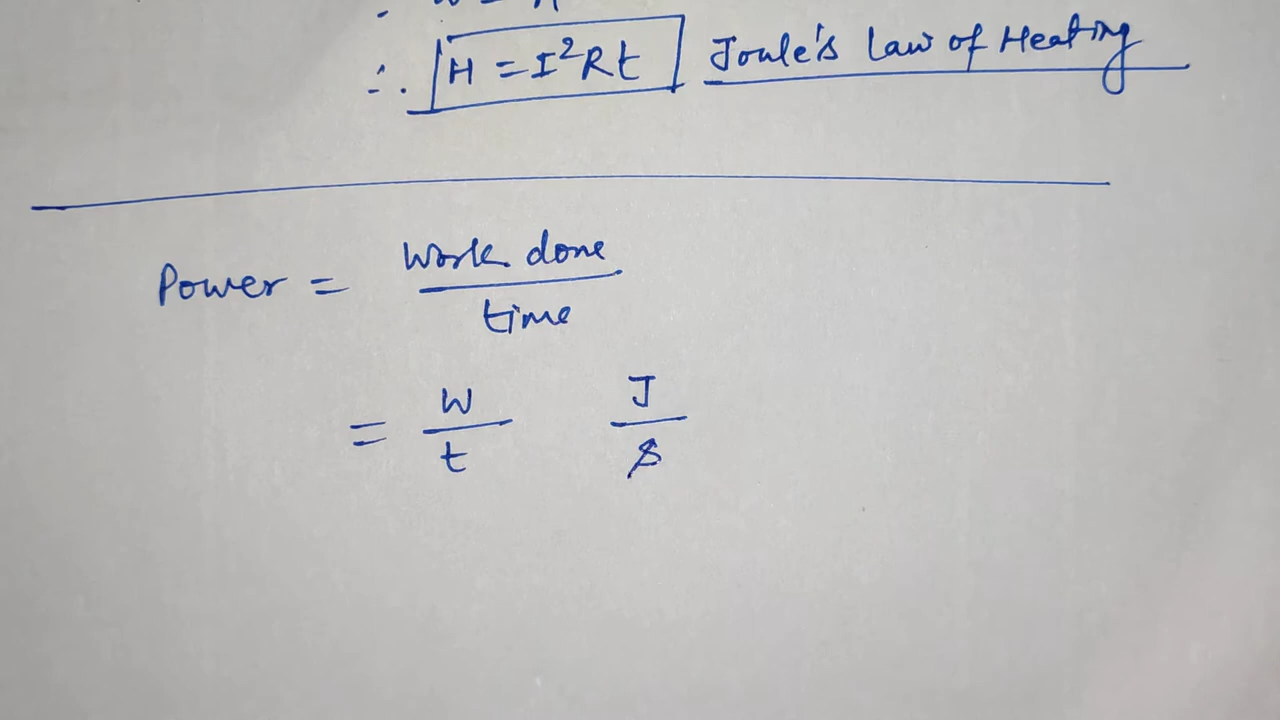 ∴ H = I²Rt Joule's Law of Heating
Power = Work done / time
= W / t J / s